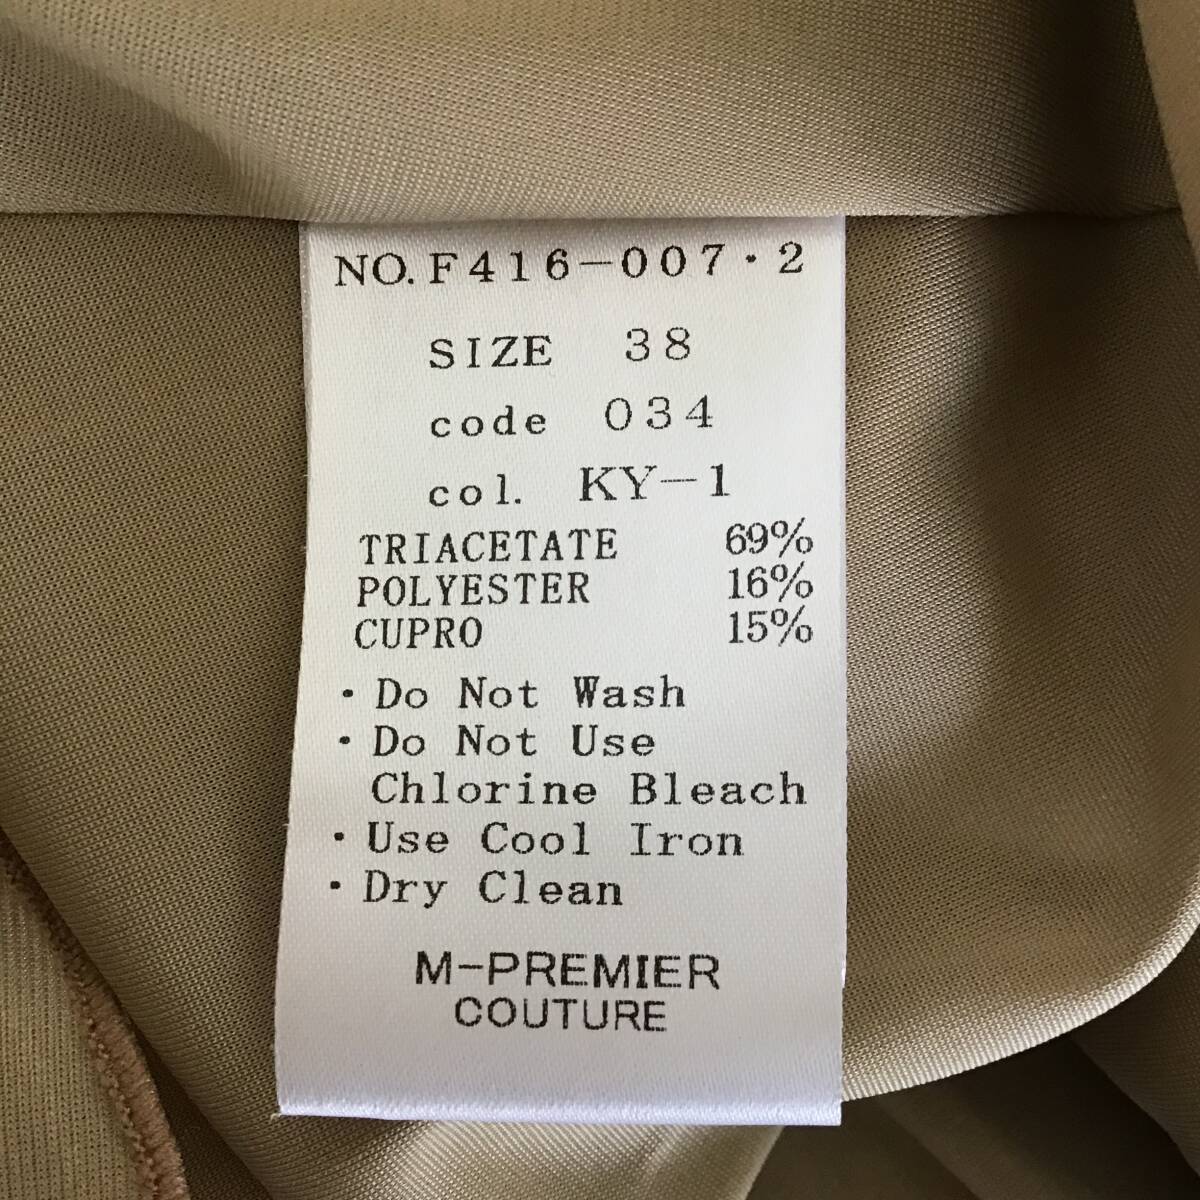 NO. F416-007・2
SIZE 38
code 034
col. KY-1
TRIACETATE 69%
POLYESTER 16%
CUPRO 15%
・Do Not Wash
・Do Not Use
Chlorine Bleach
・Use Cool Iron
・Dry Clean
M-PREMIER
COUTURE